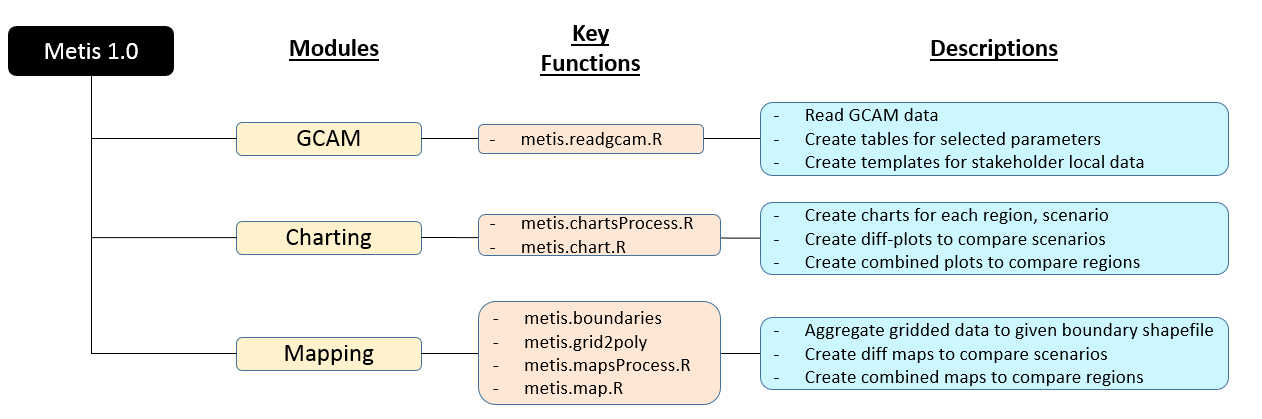 Metis 1.0
Modules
Key
Functions
Descriptions
GCAM
- metis.readgcam.R
- Read GCAM data
- Create tables for selected parameters
- Create templates for stakeholder local data
Charting
- metis.chartsProcess.R
- metis.chart.R
- Create charts for each region, scenario
- Create diff-plots to compare scenarios
- Create combined plots to compare regions
Mapping
- metis.boundaries
- metis.grid2poly
- metis.mapsProcess.R
- metis.map.R
- Aggregate gridded data to given boundary shapefile
- Create diff maps to compare scenarios
- Create combined maps to compare regions